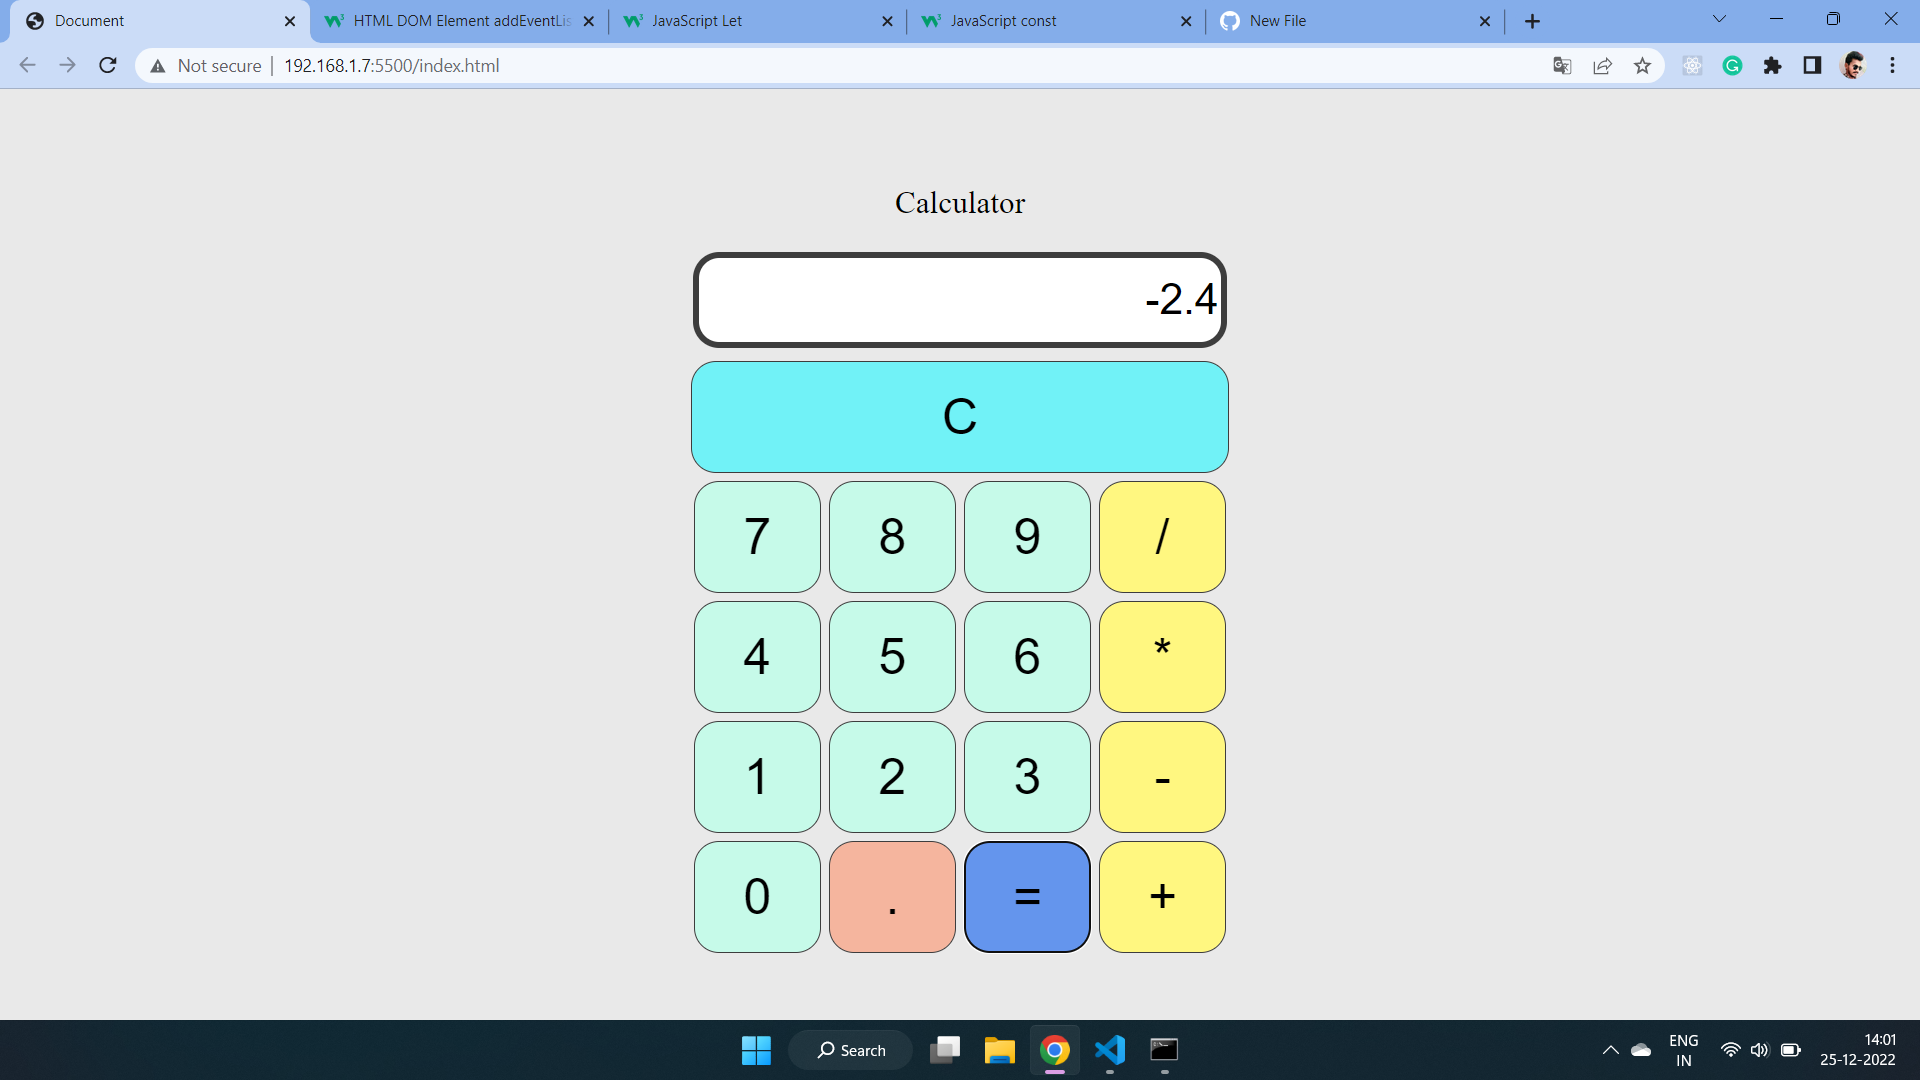 Document
HTML DOM Element addEventLis
JavaScript Let
JavaScript const
New File
Not secure
192.168.1.7:5500/index.html
Calculator
-2.4
C
7 8 9 /
4 5 6 *
1 2 3 -
0 . = +
Search
ENG
IN
14:01
25-12-2022